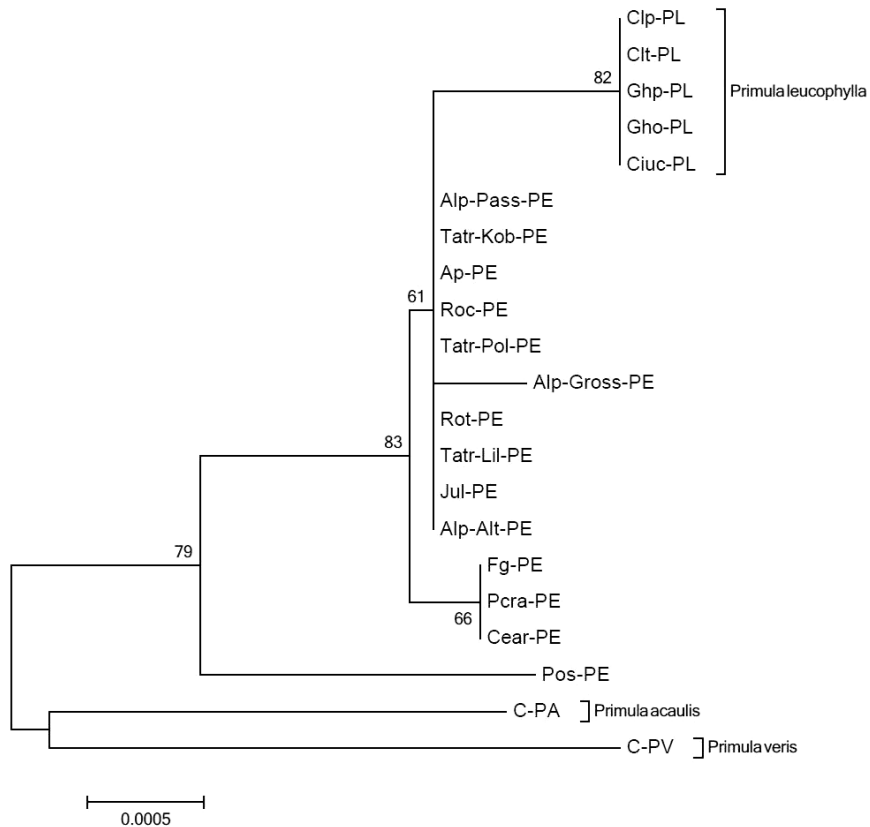 Clp-PL
Clt-PL
82
Ghp-PL
Primula leucophylla
Gho-PL
Ciuc-PL
Alp-Pass-PE
Tatr-Kob-PE
Ap-PE
61
Roc-PE
Tatr-Pol-PE
Alp-Gross-PE
Rot-PE
83
Tatr-Lil-PE
Jul-PE
Alp-Alt-PE
79
Fg-PE
Pcra-PE
66
Cear-PE
Pos-PE
C-PA
Primula acaulis
C-PV
Primula veris
0.0005